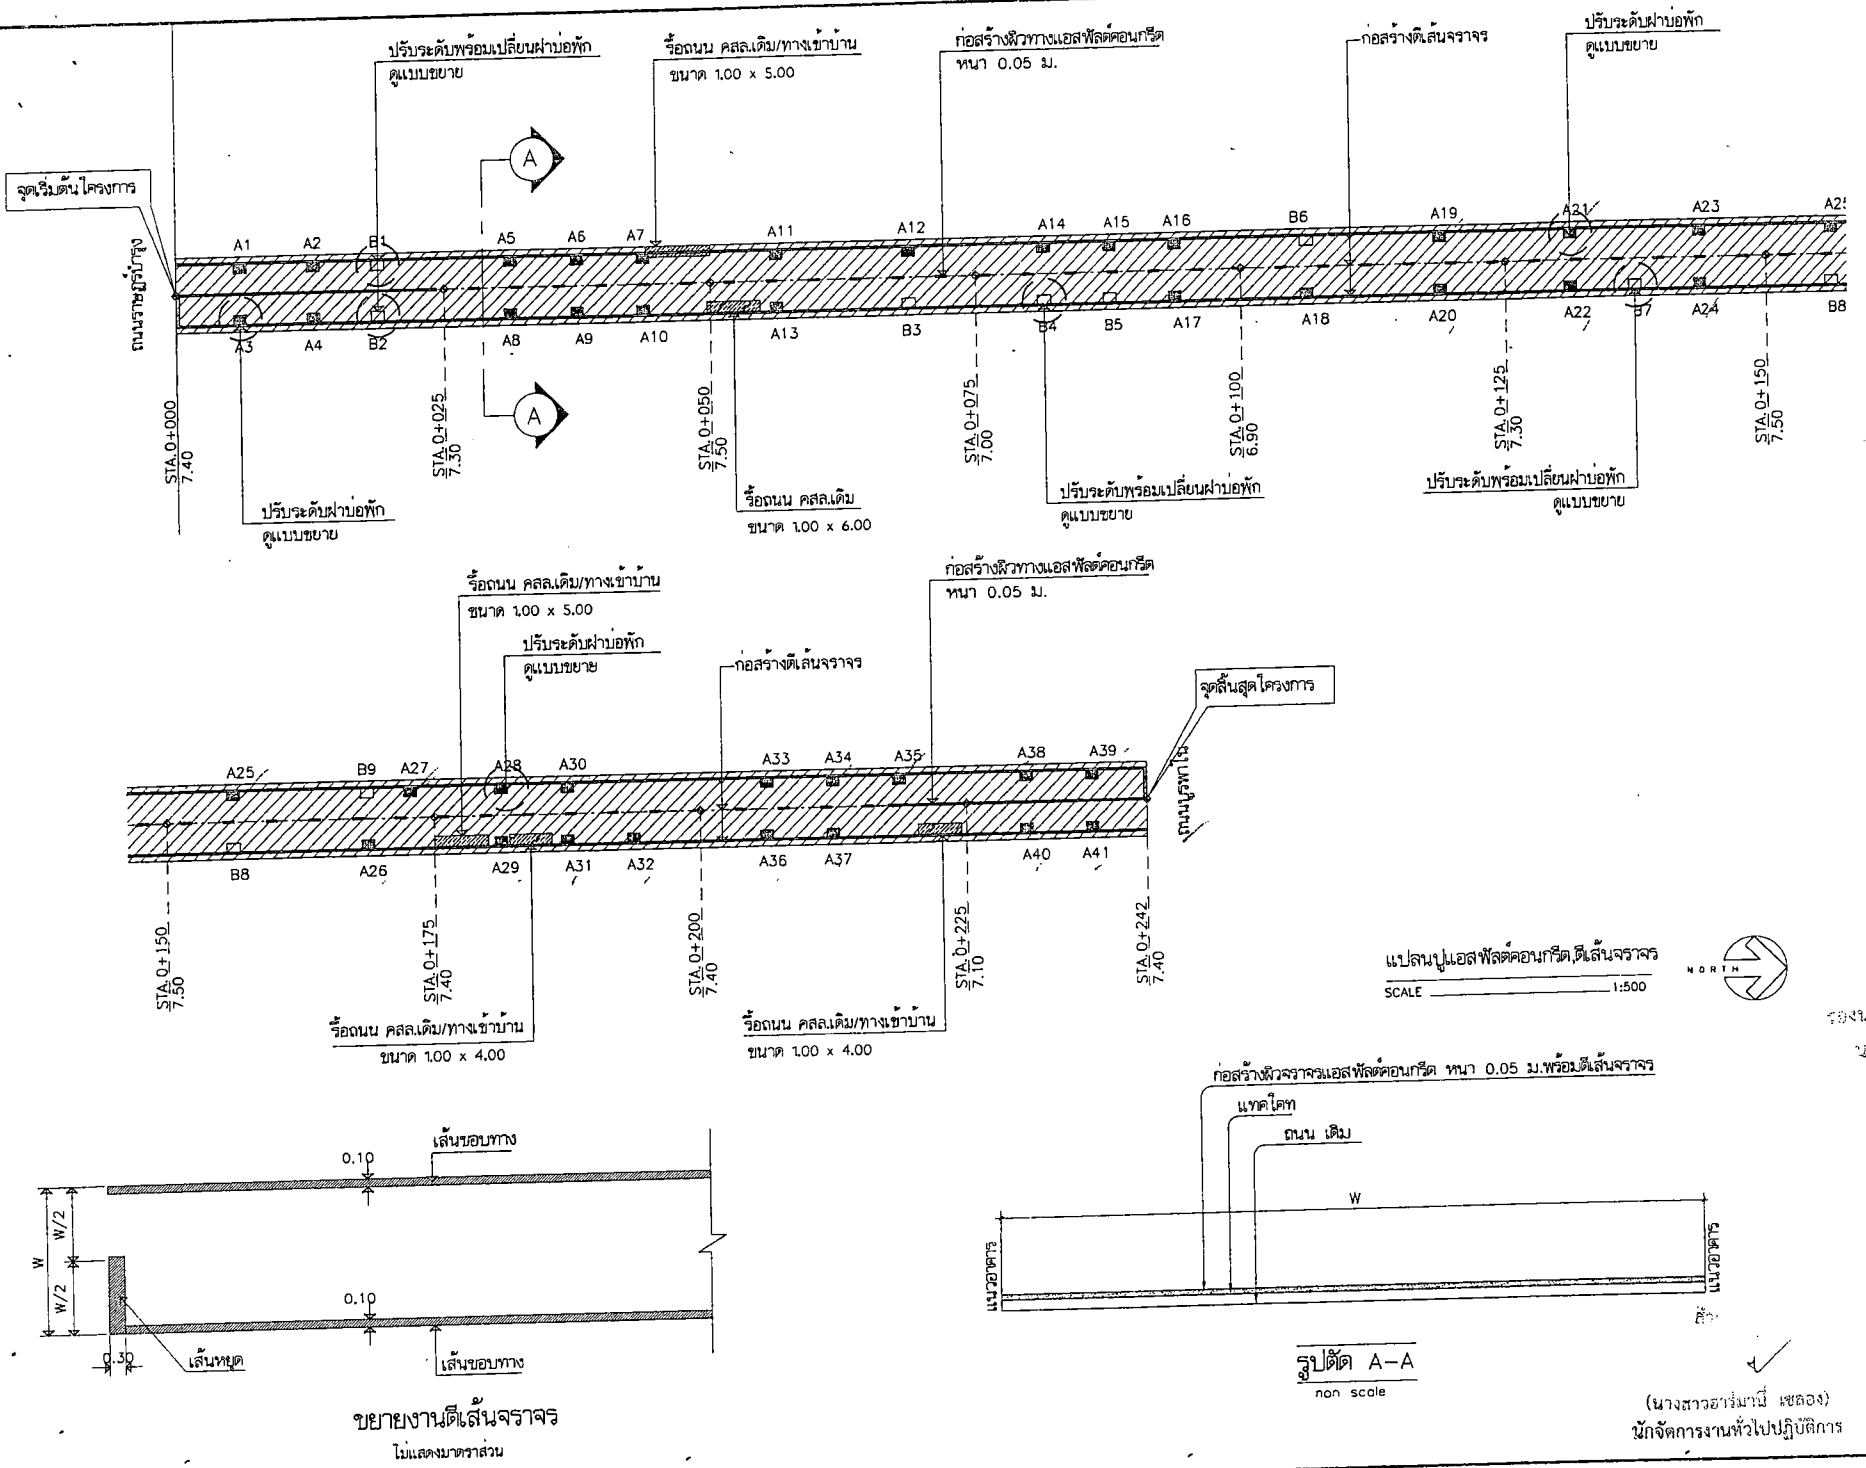 ปรับระดับพร้อมเปลี่ยนฝาบ่อพัก
ดูแบบขยาย
รื้อถนน คสล.เดิม/ทางเข้าบ้าน
ขนาด 1.00 x 5.00
ก่อสร้างผิวทางแอสฟัลต์คอนกรีต
หนา 0.05 ม.
ก่อสร้างตีเส้นจราจร
ปรับระดับฝาบ่อพัก
ดูแบบขยาย
A
จุดเริ่มต้นโครงการ
ถนนราษฎร์บำรุง
A1 A2 B1 A5 A6 A7 A11 A12 A14 A15 A16 B6 A19 A21 A23 A25
A3 A4 B2 A8 A9 A10 A13 B3 B4 B5 A17 A18 A20 A22 B7 A24 B8
STA.0+000
7.40
STA.0+025
7.30
STA.0+050
7.50
STA.0+075
7.00
STA.0+100
6.90
STA.0+125
7.30
STA.0+150
7.50
A
ปรับระดับฝาบ่อพัก
ดูแบบขยาย
รื้อถนน คสล.เดิม
ขนาด 1.00 x 6.00
ปรับระดับพร้อมเปลี่ยนฝาบ่อพัก
ดูแบบขยาย
ปรับระดับพร้อมเปลี่ยนฝาบ่อพัก
ดูแบบขยาย
รื้อถนน คสล.เดิม/ทางเข้าบ้าน
ขนาด 1.00 x 5.00
ปรับระดับฝาบ่อพัก
ดูแบบขยาย
ก่อสร้างตีเส้นจราจร
ก่อสร้างผิวทางแอสฟัลต์คอนกรีต
หนา 0.05 ม.
จุดสิ้นสุดโครงการ
ถนนบูรพาใน
A25 B9 A27 A28 A30 A33 A34 A35 A38 A39
B8 A26 A29 A31 A32 A36 A37 A40 A41
STA.0+150
7.50
STA.0+175
7.40
STA.0+200
7.40
STA.0+225
7.10
STA.0+242
7.40
รื้อถนน คสล.เดิม/ทางเข้าบ้าน
ขนาด 1.00 x 4.00
รื้อถนน คสล.เดิม/ทางเข้าบ้าน
ขนาด 1.00 x 4.00
แปลนปูแอสฟัลต์คอนกรีต,ตีเส้นจราจร
SCALE 1:500
NORTH
ก่อสร้างผิวจราจรแอสฟัลต์คอนกรีต หนา 0.05 ม.พร้อมตีเส้นจราจร
แทคโคท
ถนน เดิม
W
แนวอาคาร
แนวอาคาร
รูปตัด A-A
non scale
เส้นขอบทาง
0.10
W
W/2
W/2
0.10
0.30
เส้นหยุด
เส้นขอบทาง
ขยายงานตีเส้นจราจร
ไม่แสดงมาตราส่วน
นักจัดการงานทั่วไปปฏิบัติการ